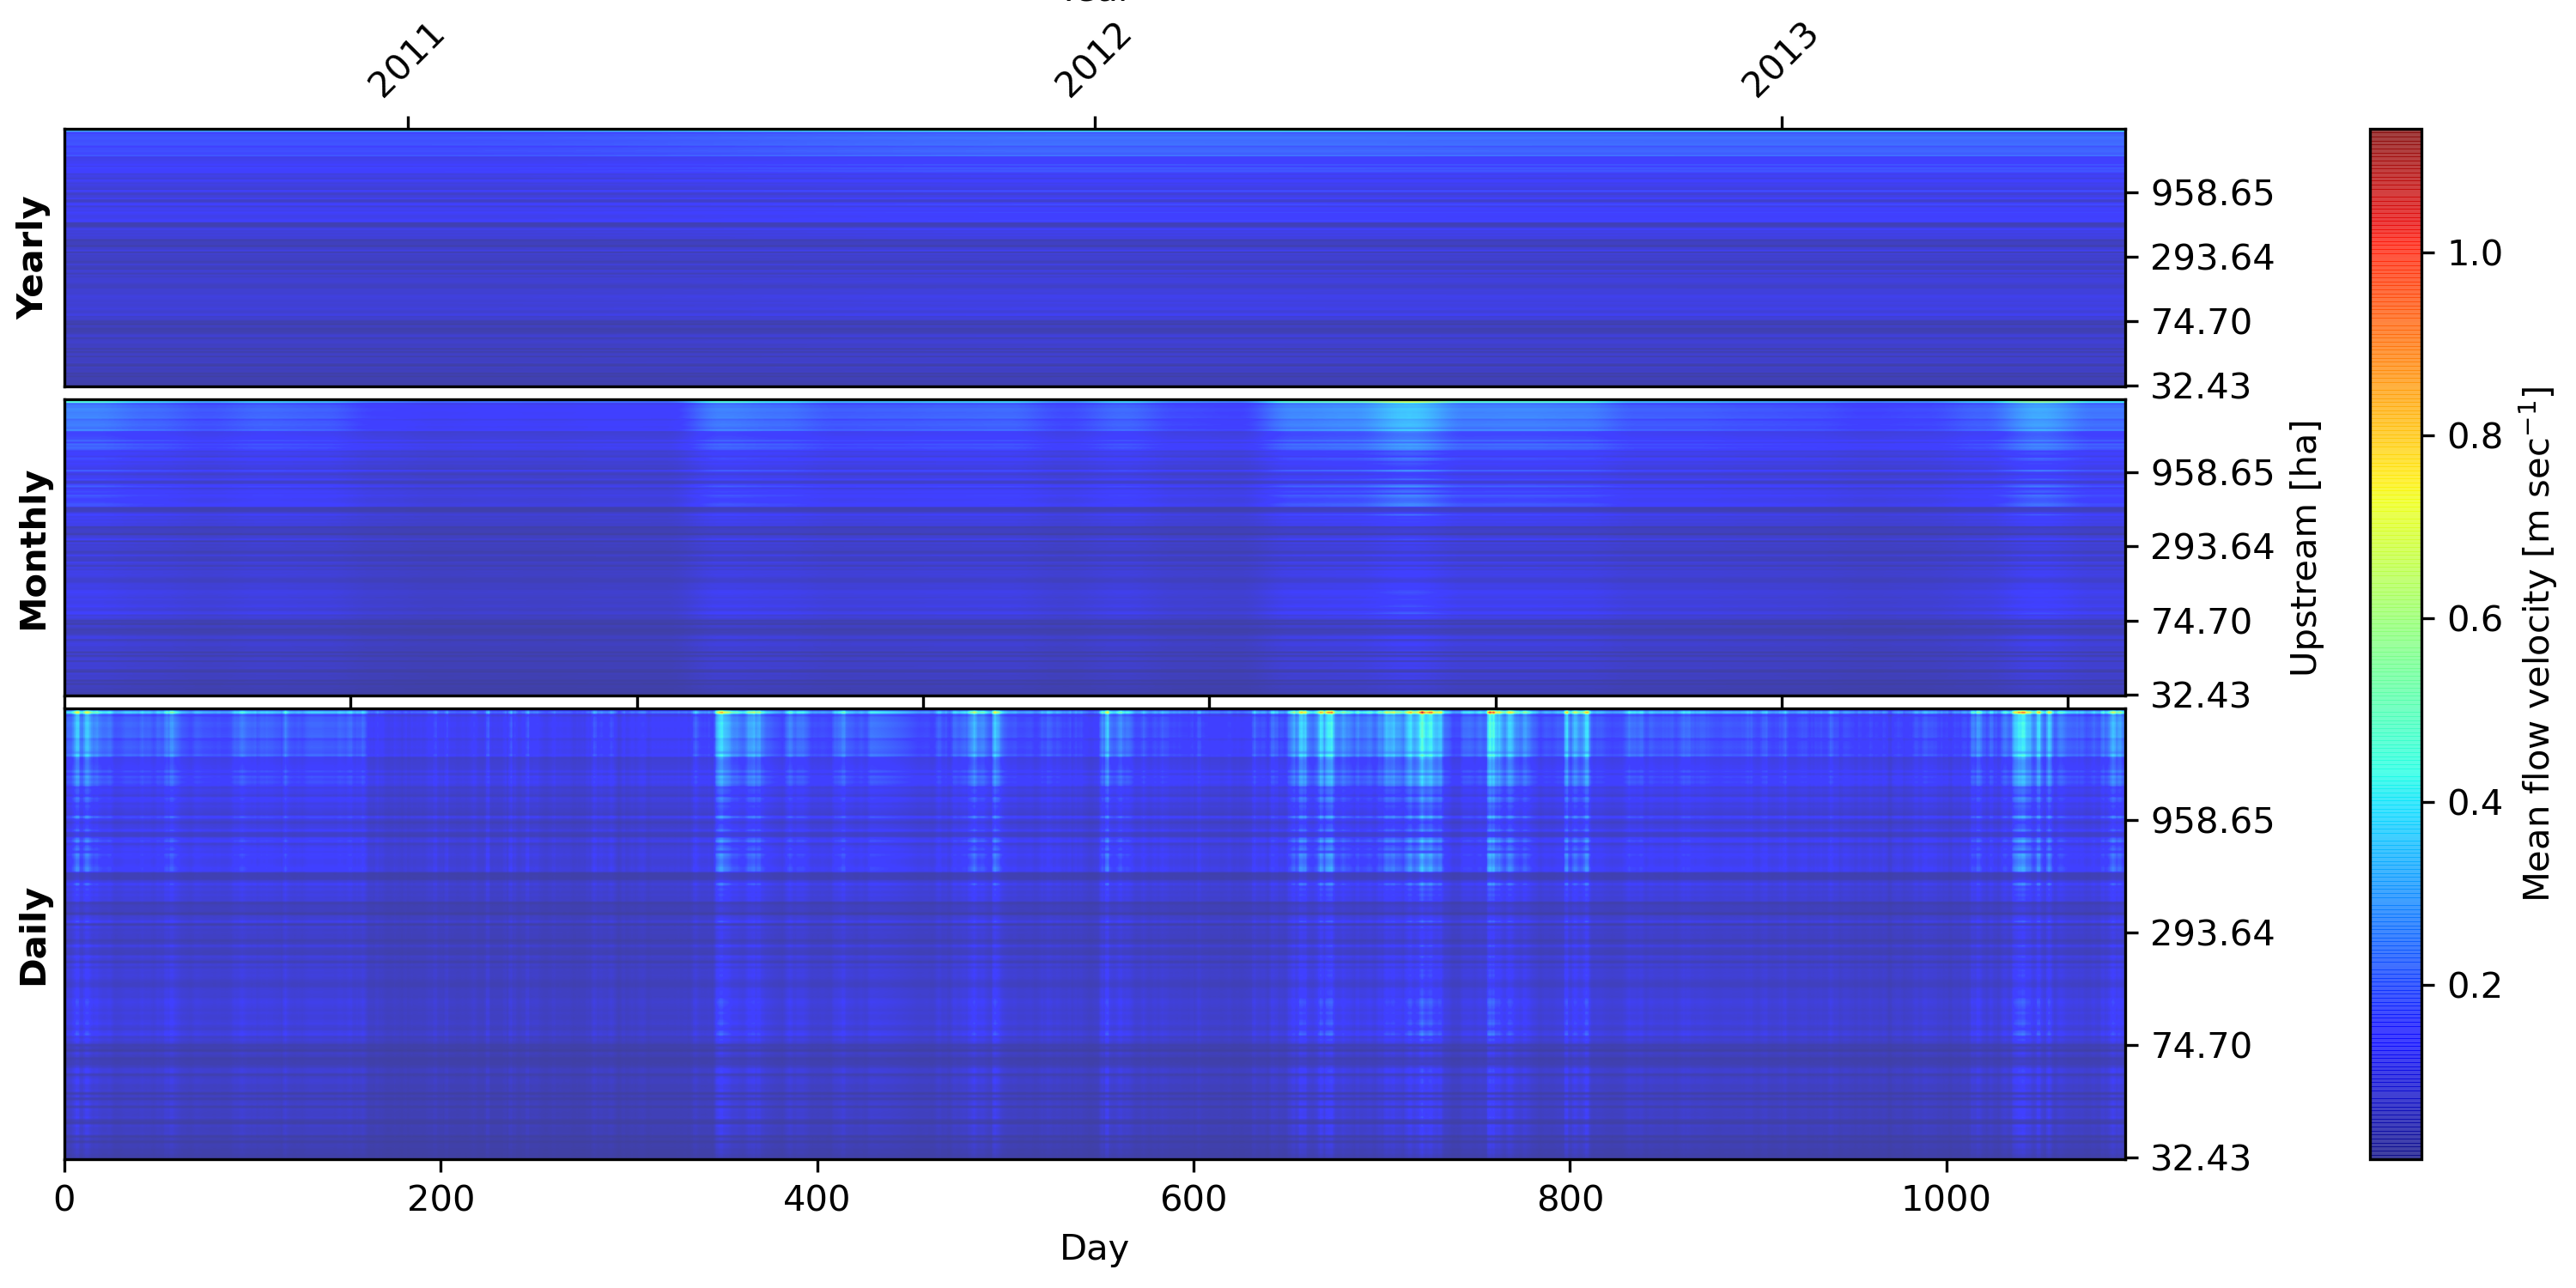 2011
2012
2013
Yearly
958.65
293.64
74.70
32.43
Monthly
958.65
293.64
74.70
32.43
Upstream [ha]
Daily
958.65
293.64
74.70
32.43
0 200 400 600 800 1000
Day
1.0
0.8
0.6
0.4
0.2
Mean flow velocity [m sec⁻¹]